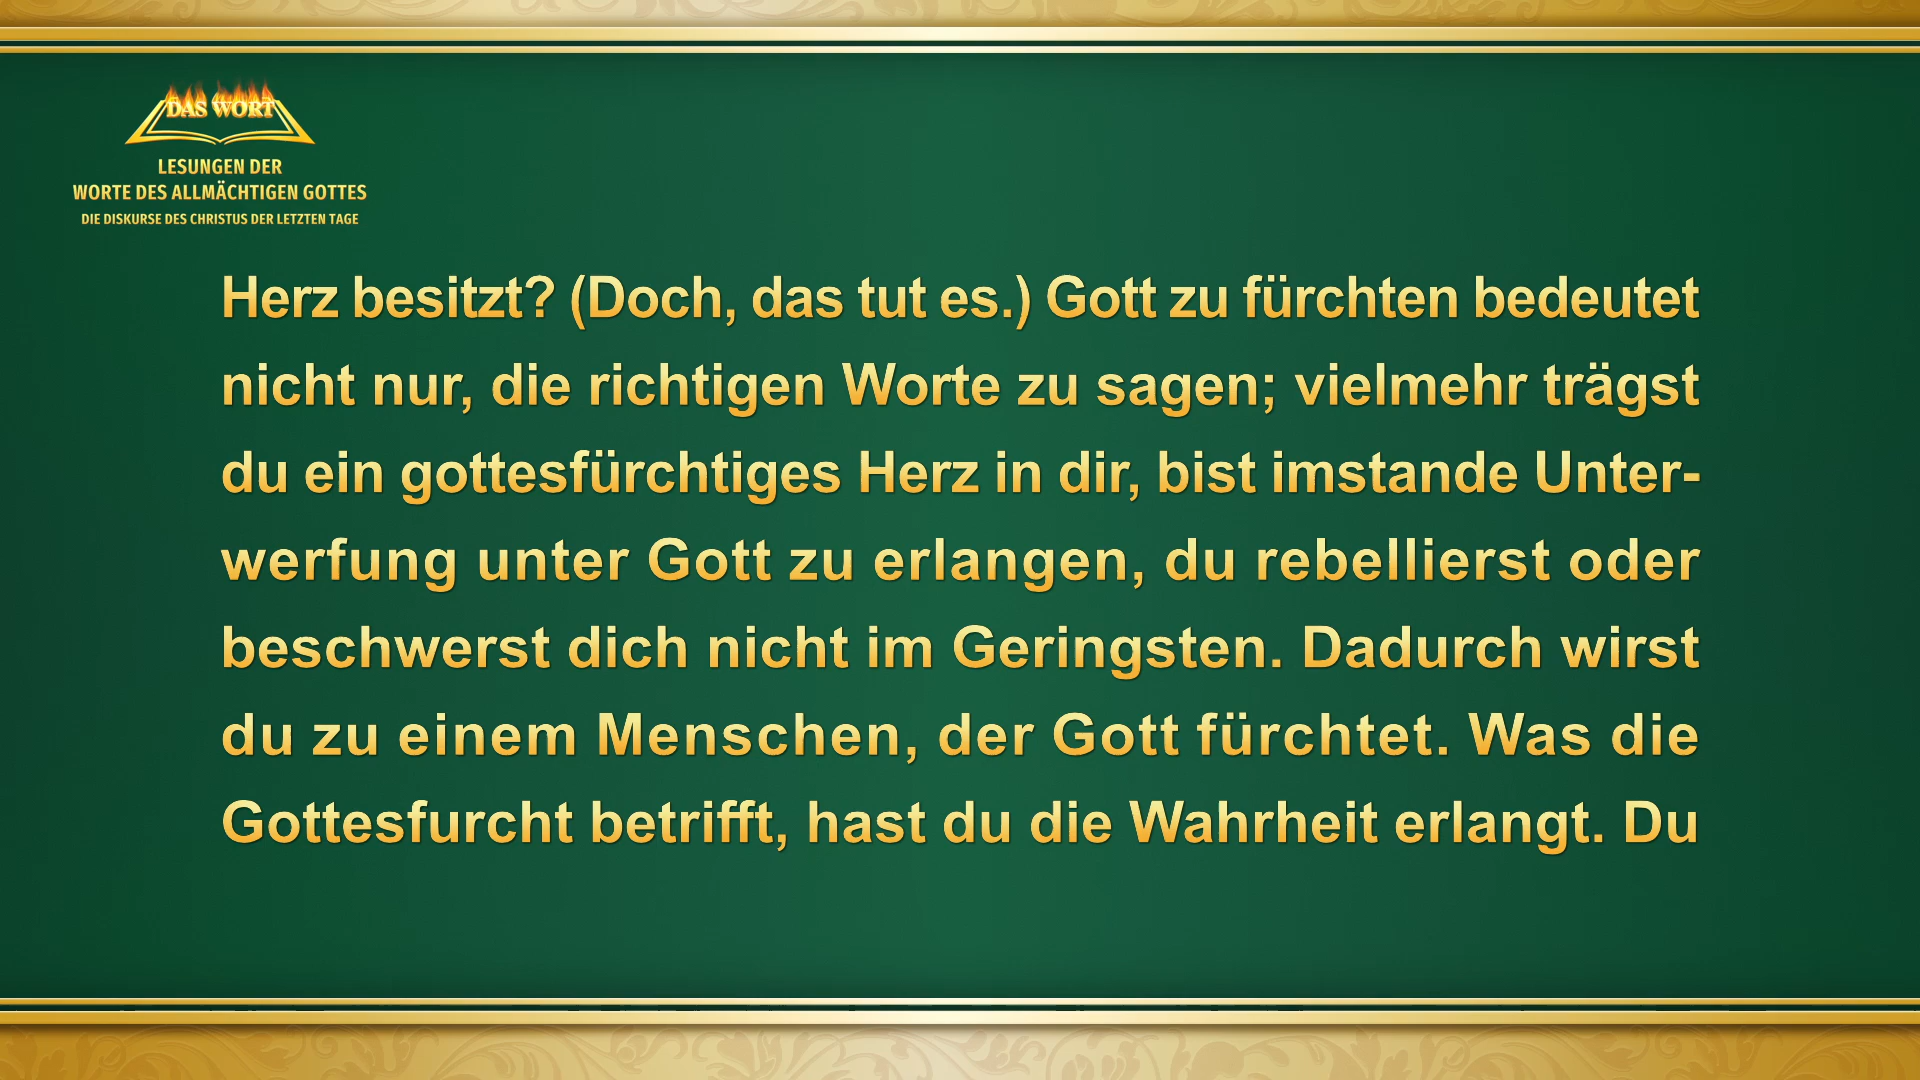 DAS WORT
LESUNGEN DER
WORTE DES ALLMÄCHTIGEN GOTTES
DIE DISKURSE DES CHRISTUS DER LETZTEN TAGE
Herz besitzt? (Doch, das tut es.) Gott zu fürchten bedeutet
nicht nur, die richtigen Worte zu sagen; vielmehr trägst
du ein gottesfürchtiges Herz in dir, bist imstande Unter-
werfung unter Gott zu erlangen, du rebellierst oder
beschwerst dich nicht im Geringsten. Dadurch wirst
du zu einem Menschen, der Gott fürchtet. Was die
Gottesfurcht betrifft, hast du die Wahrheit erlangt. Du